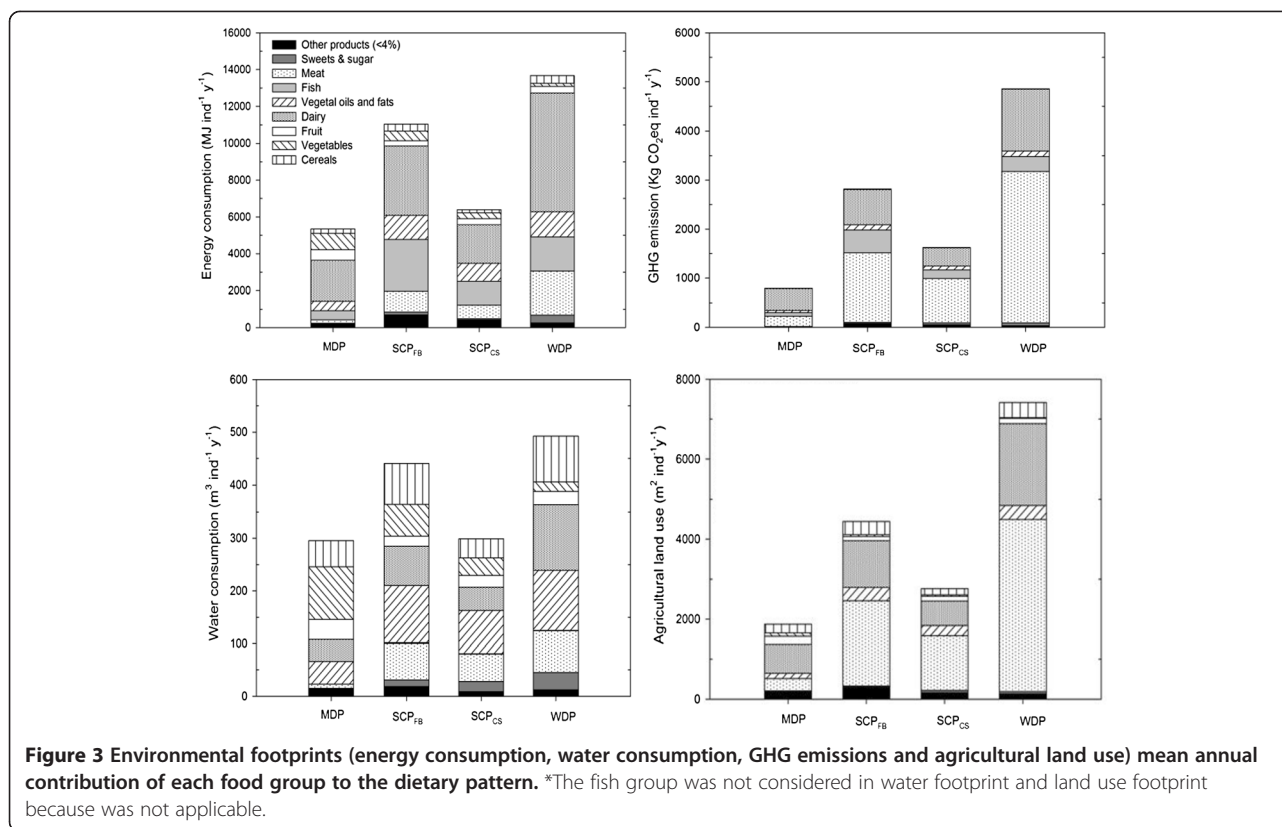 16000
14000
12000
10000
8000
6000
4000
2000
0
Energy consumption (MJ ind⁻¹ y⁻¹)
Other products (<4%)
Sweets & sugar
Meat
Fish
Vegetal oils and fats
Dairy
Fruit
Vegetables
Cereals
MDP SCP_FB SCP_CS WDP
6000
5000
4000
3000
2000
1000
0
GHG emission (Kg CO₂eq ind⁻¹ y⁻¹)
MDP SCP_FB SCP_CS WDP
600
500
400
300
200
100
0
Water consumption (m³ ind⁻¹ y⁻¹)
MDP SCP_FB SCP_CS WDP
8000
6000
4000
2000
0
Agricultural land use (m² ind⁻¹y⁻¹)
MDP SCP_FB SCP_CS WDP
Figure 3 Environmental footprints (energy consumption, water consumption, GHG emissions and agricultural land use) mean annual
contribution of each food group to the dietary pattern. *The fish group was not considered in water footprint and land use footprint
because was not applicable.